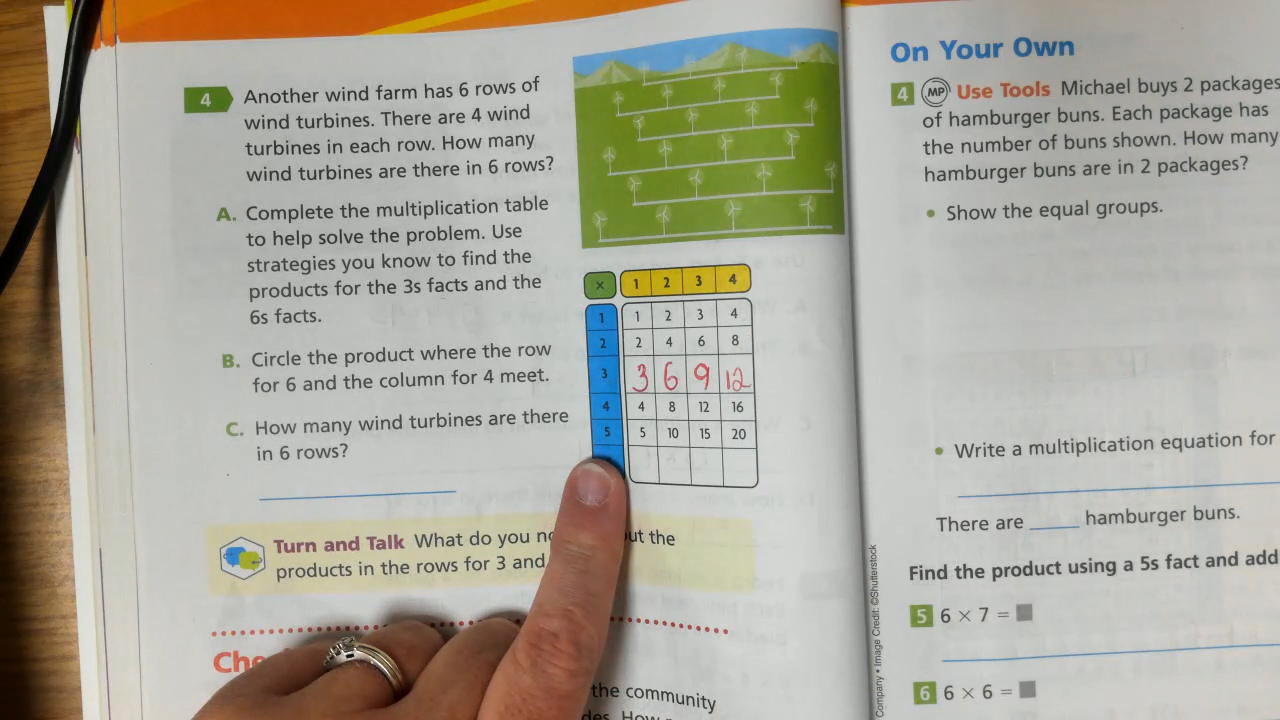 4 Another wind farm has 6 rows of
wind turbines. There are 4 wind
turbines in each row. How many
wind turbines are there in 6 rows?
A. Complete the multiplication table
to help solve the problem. Use
strategies you know to find the
products for the 3s facts and the
6s facts.
B. Circle the product where the row
for 6 and the column for 4 meet.
C. How many wind turbines are there
in 6 rows?
× 1 2 3 4
1 1 2 3 4
2 2 4 6 8
3 3 6 9 12
4 4 8 12 16
5 5 10 15 20
Turn and Talk What do you the
products in the rows for 3 and
the community
On Your Own
4 MP Use Tools Michael buys 2 packages
of hamburger buns. Each package has
the number of buns shown. How many
hamburger buns are in 2 packages?
• Show the equal groups.
• Write a multiplication equation for
There are ____ hamburger buns.
Find the product using a 5s fact and add
5 6 × 7 = ■
6 6 × 6 = ■
Company • Image Credit: ©Shutterstock